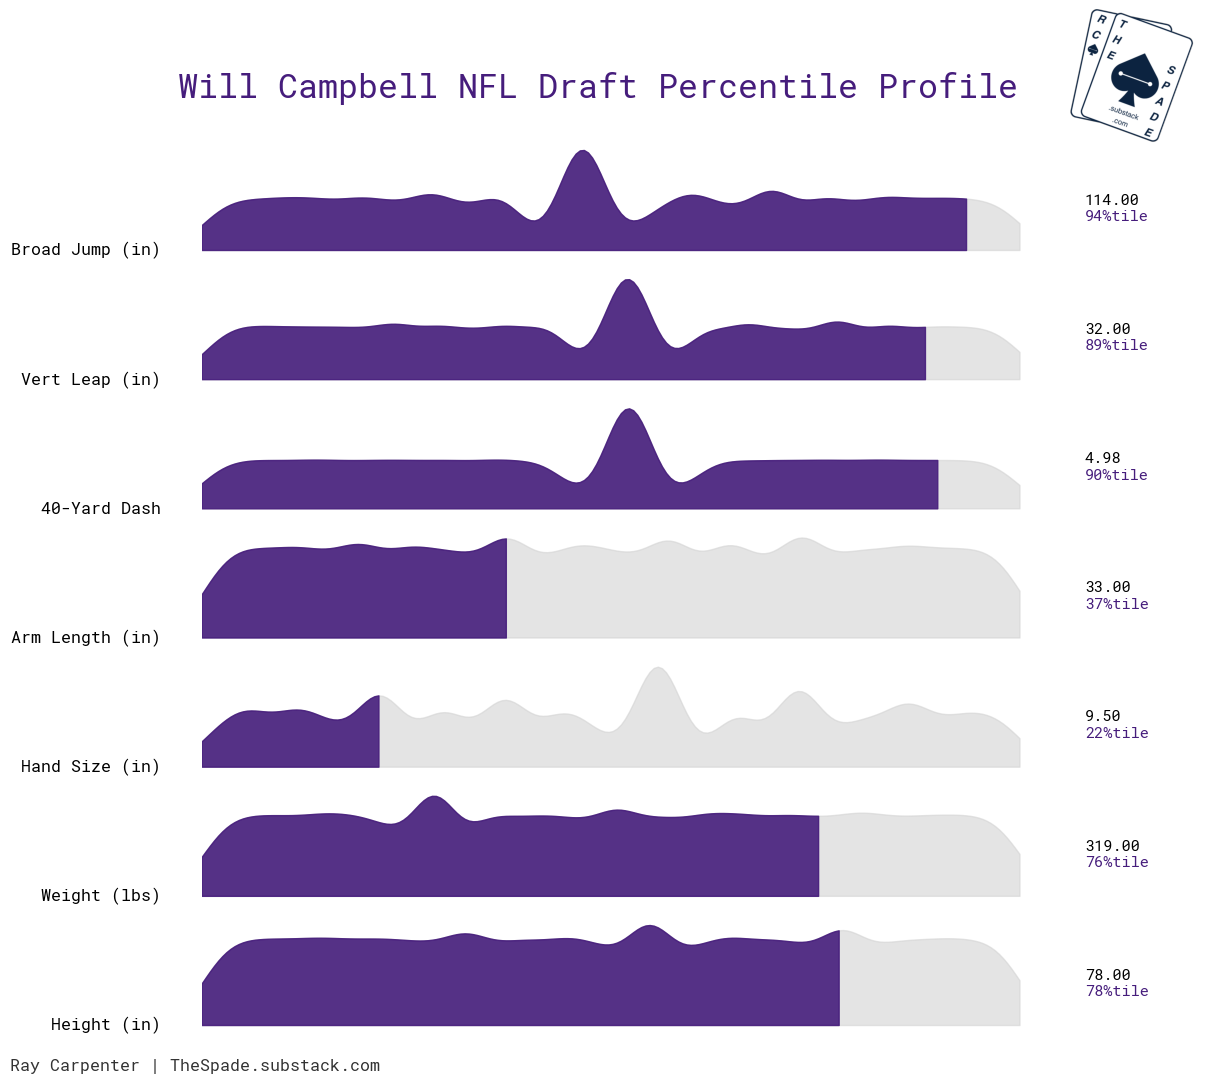 RC
THE
SPADE
.substack
.com
Will Campbell NFL Draft Percentile Profile
Broad Jump (in)
114.00
94%tile
Vert Leap (in)
32.00
89%tile
40-Yard Dash
4.98
90%tile
Arm Length (in)
33.00
37%tile
Hand Size (in)
9.50
22%tile
Weight (lbs)
319.00
76%tile
Height (in)
78.00
78%tile
Ray Carpenter | TheSpade.substack.com